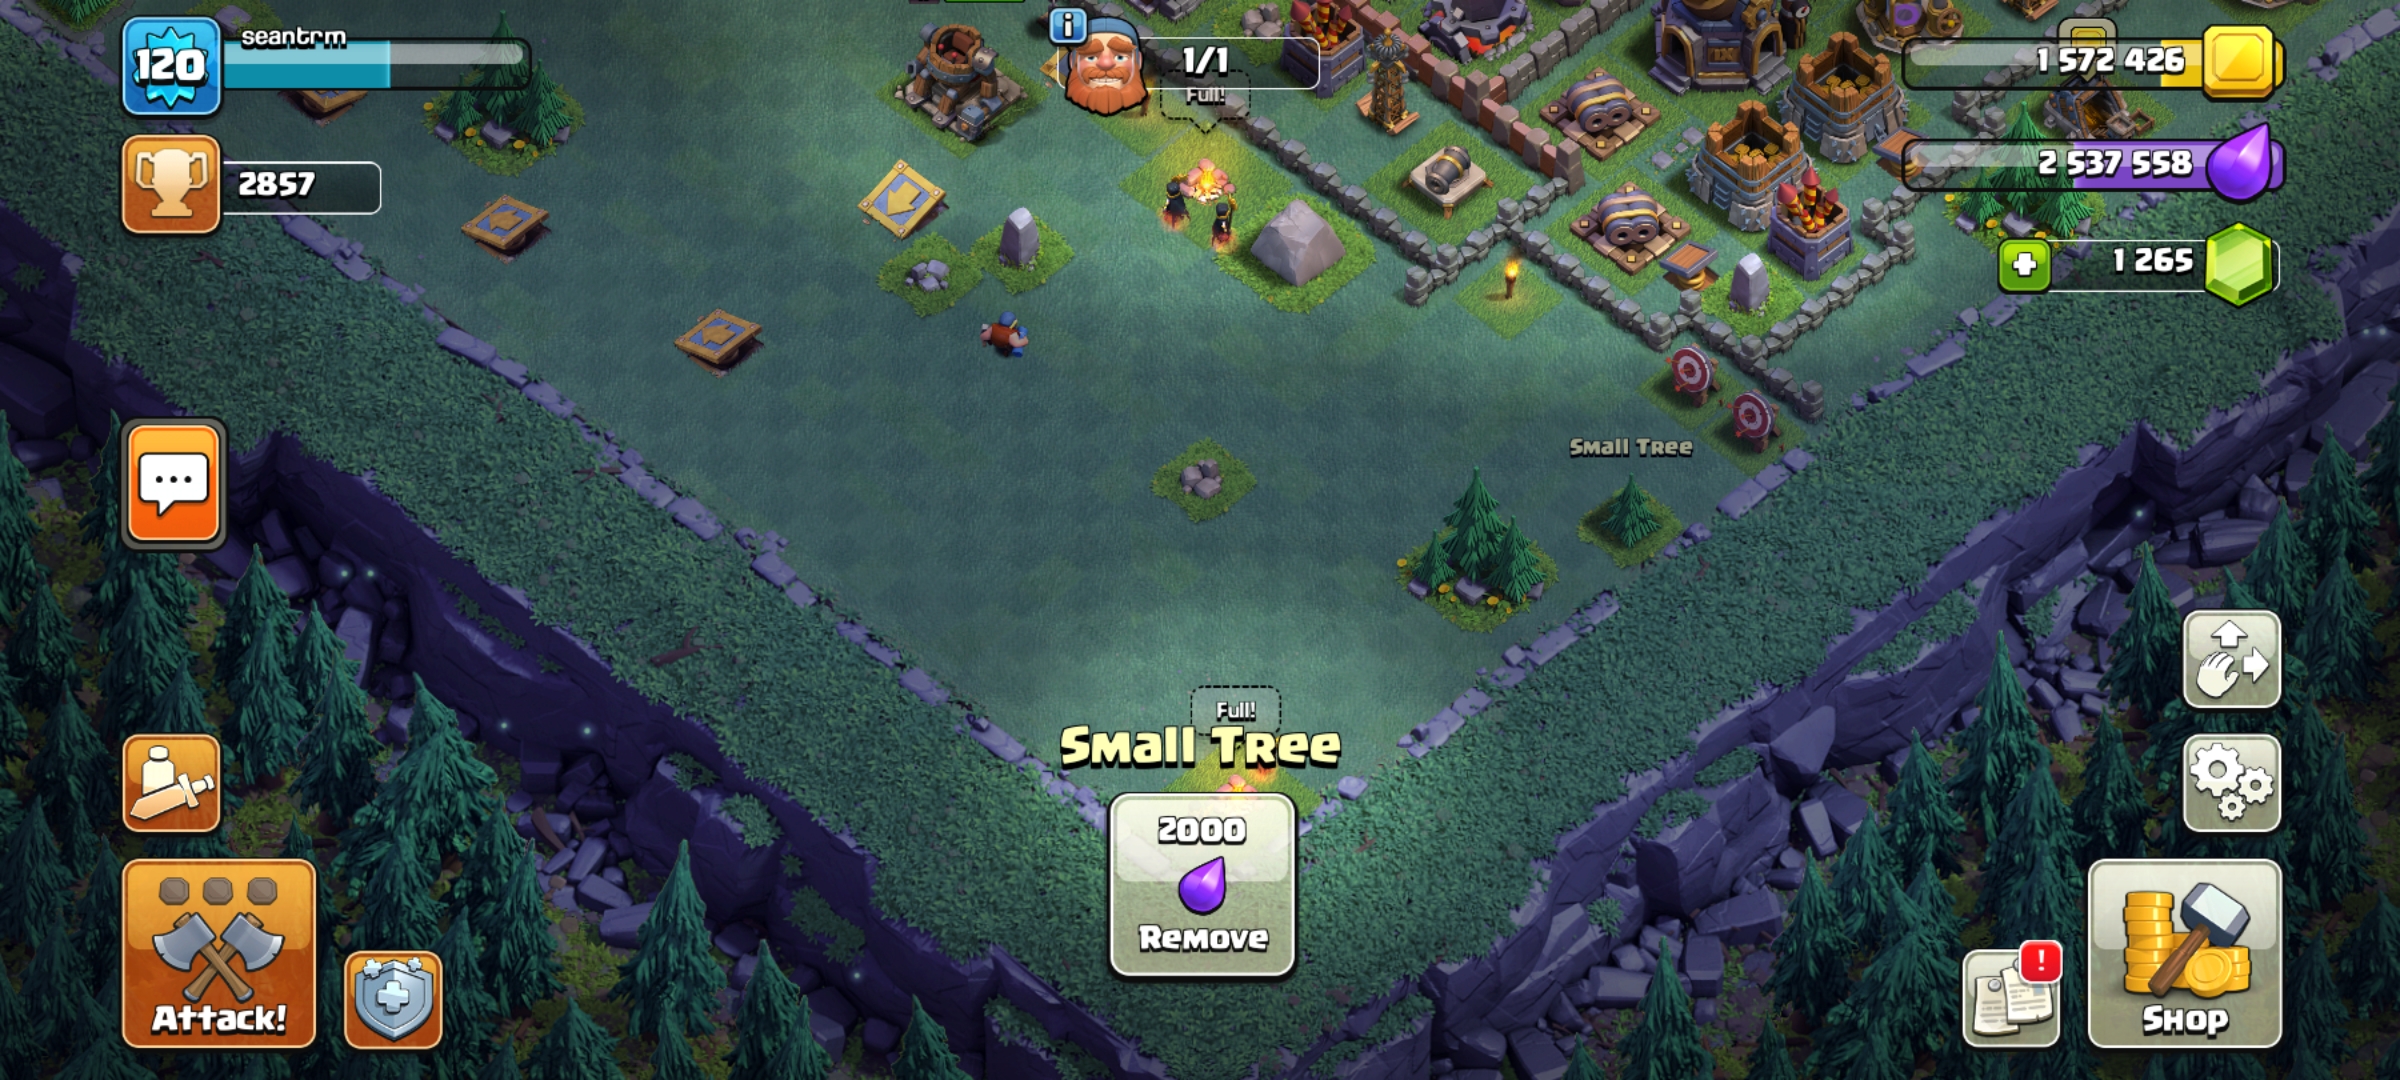 120
seantrm
2857
i
1/1
Full!
1 572 426
2 537 558
1 265
Small Tree
Full!
Small Tree
2000
Remove
Attack!
!
Shop